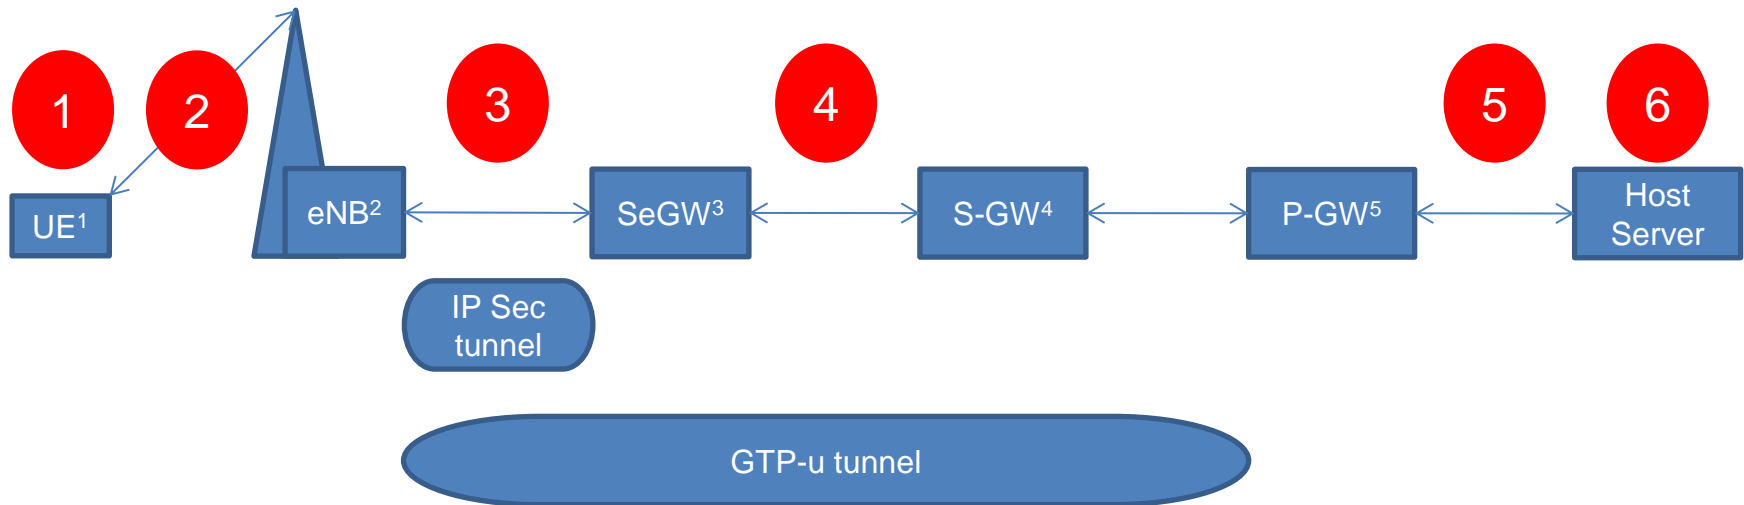 1
2
3
4
5
6
UE¹
eNB²
SeGW³
S-GW⁴
P-GW⁵
Host
Server
IP Sec
tunnel
GTP-u tunnel